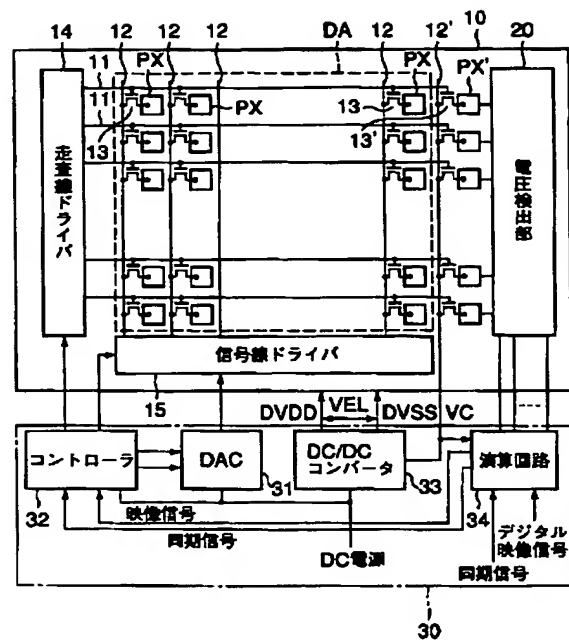 14 12 12 12 DA 12 12' 10 20
11 PX PX PX'
PX 13
11 13'
13
走査線ドライバ
電圧検出部
信号線ドライバ
15
DVDD VEL DVSS VC
コントローラ
DAC
DC/DC
コンバータ
演算回路
32 31 33 34
映像信号
同期信号
DC電源
デジタル
映像信号
同期信号
30